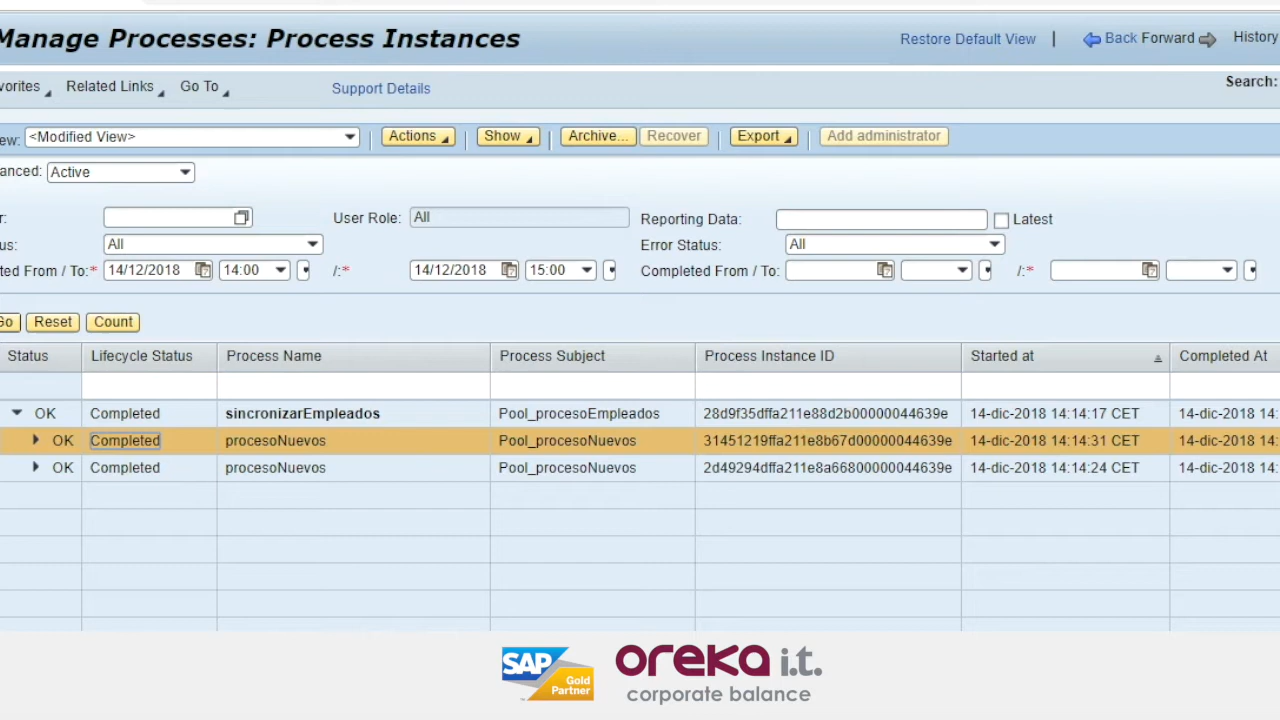 Manage Processes: Process Instances
Restore Default View | Back Forward History
vorites Related Links Go To Support Details Search:
ew: <Modified View> Actions Show Archive... Recover Export Add administrator
anced: Active
r: User Role: All Reporting Data: Latest
us: All Error Status: All
ted From / To:* 14/12/2018 14:00 /:* 14/12/2018 15:00 Completed From / To: /:*
Go Reset Count
Status Lifecycle Status Process Name Process Subject Process Instance ID Started at Completed At
OK Completed sincronizarEmpleados Pool_procesoEmpleados 28d9f35dffa211e88d2b00000044639e 14-dic-2018 14:14:17 CET 14-dic-2018 14:
OK Completed procesoNuevos Pool_procesoNuevos 31451219ffa211e8b67d00000044639e 14-dic-2018 14:14:31 CET 14-dic-2018 14:
OK Completed procesoNuevos Pool_procesoNuevos 2d49294dffa211e8a66800000044639e 14-dic-2018 14:14:24 CET 14-dic-2018 14:
SAP Gold Partner
oreka i.t.
corporate balance